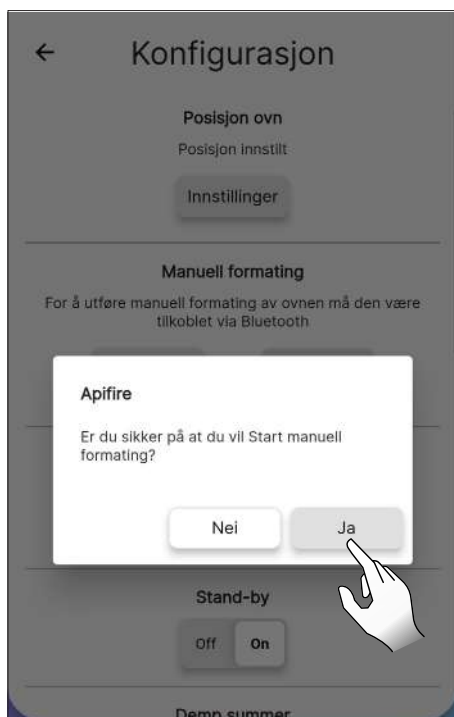 Konfigurasjon
Posisjon ovn
Posisjon innstilt
Innstillinger
Manuell formating
For å utføre manuell formating av ovnen må den være
tilkoblet via Bluetooth
Apifire
Er du sikker på at du vil Start manuell
formating?
Nei
Ja
Stand-by
Off
On
Demp summer